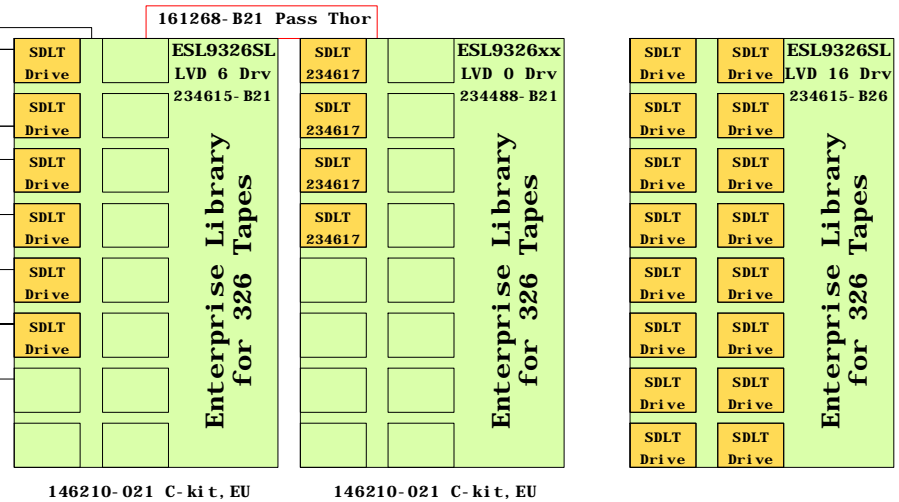 161268-B21 Pass Thor
SDLT
Drive
SDLT
Drive
SDLT
Drive
SDLT
Drive
SDLT
Drive
SDLT
Drive
ESL9326SL
LVD 6 Drv
234615-B21
Enterprise Library
for 326 Tapes
146210-021 C-kit,EU
SDLT
234617
SDLT
234617
SDLT
234617
SDLT
234617
ESL9326xx
LVD 0 Drv
234488-B21
Enterprise Library
for 326 Tapes
146210-021 C-kit,EU
SDLT SDLT
Drive Drive
SDLT SDLT
Drive Drive
SDLT SDLT
Drive Drive
SDLT SDLT
Drive Drive
SDLT SDLT
Drive Drive
SDLT SDLT
Drive Drive
SDLT SDLT
Drive Drive
SDLT SDLT
Drive Drive
ESL9326SL
LVD 16 Drv
234615-B26
Enterprise Library
for 326 Tapes